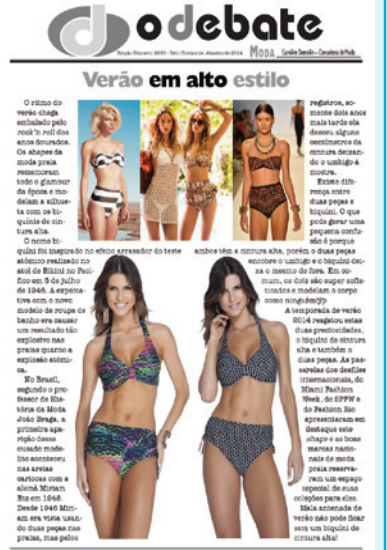 o debate
Moda
Verão em alto estilo
O ritmo do
verão chega
embalado pelo
rock'n roll dos
anos dourados.
Os shapes da
moda praia
rememoram
todo o glamour
da época e mo-
delam a silhue-
ta com os bi-
quínis de cin-
tura alta.
O nome bi-
quíni foi inspirado no efeito arrasador do teste
atômico realizado no
atol de Bikini no Pací-
fico em 5 de julho
de 1946. A expecta-
tiva com o novo
modelo de roupa de
banho era causar
um resultado tão
explosivo nas
praias quanto a
explosão atômi-
ca.
No Brasil,
segundo o pro-
fessor de His-
tória da Moda
João Braga, a
primeira apa-
rição desse
ousado mode-
lito aconteceu
nas areias
cariocas com a
alemã Miriam
Etz em 1948.
Desde 1946 Miri-
am era vista usan-
do duas peças nas
praias, mas pelos
registros, so-
mente dois anos
mais tarde ela
desceu alguns
centímetros da
cintura deixan-
do o umbigo à
mostra.
Existe dife-
rença entre
duas peças e
biquíni. O que
pode gerar uma
pequena confu-
são é porque
ambos têm a cintura alta, porém o duas peças
encobre o umbigo e o biquíni dei-
xa o mesmo de fora. Em co-
mum, os dois são super sofis-
ticados e modelam o corpo
como ninguém!
A temporada de verão
2014 resgatou estas
duas preciosidades,
o biquíni de cintura
alta e também o
duas peças. As pas-
sarelas dos desfiles
internacionais, do
Miami Fashion
Week, do SPFW e
do Fashion Rio
apresentaram em
destaque este
shape e as boas
marcas nacio-
nais de moda
praia reserva-
ram um espaço
especial de suas
coleções para eles.
Mala antenada de
verão não pode ficar
sem um biquíni de
cintura alta!